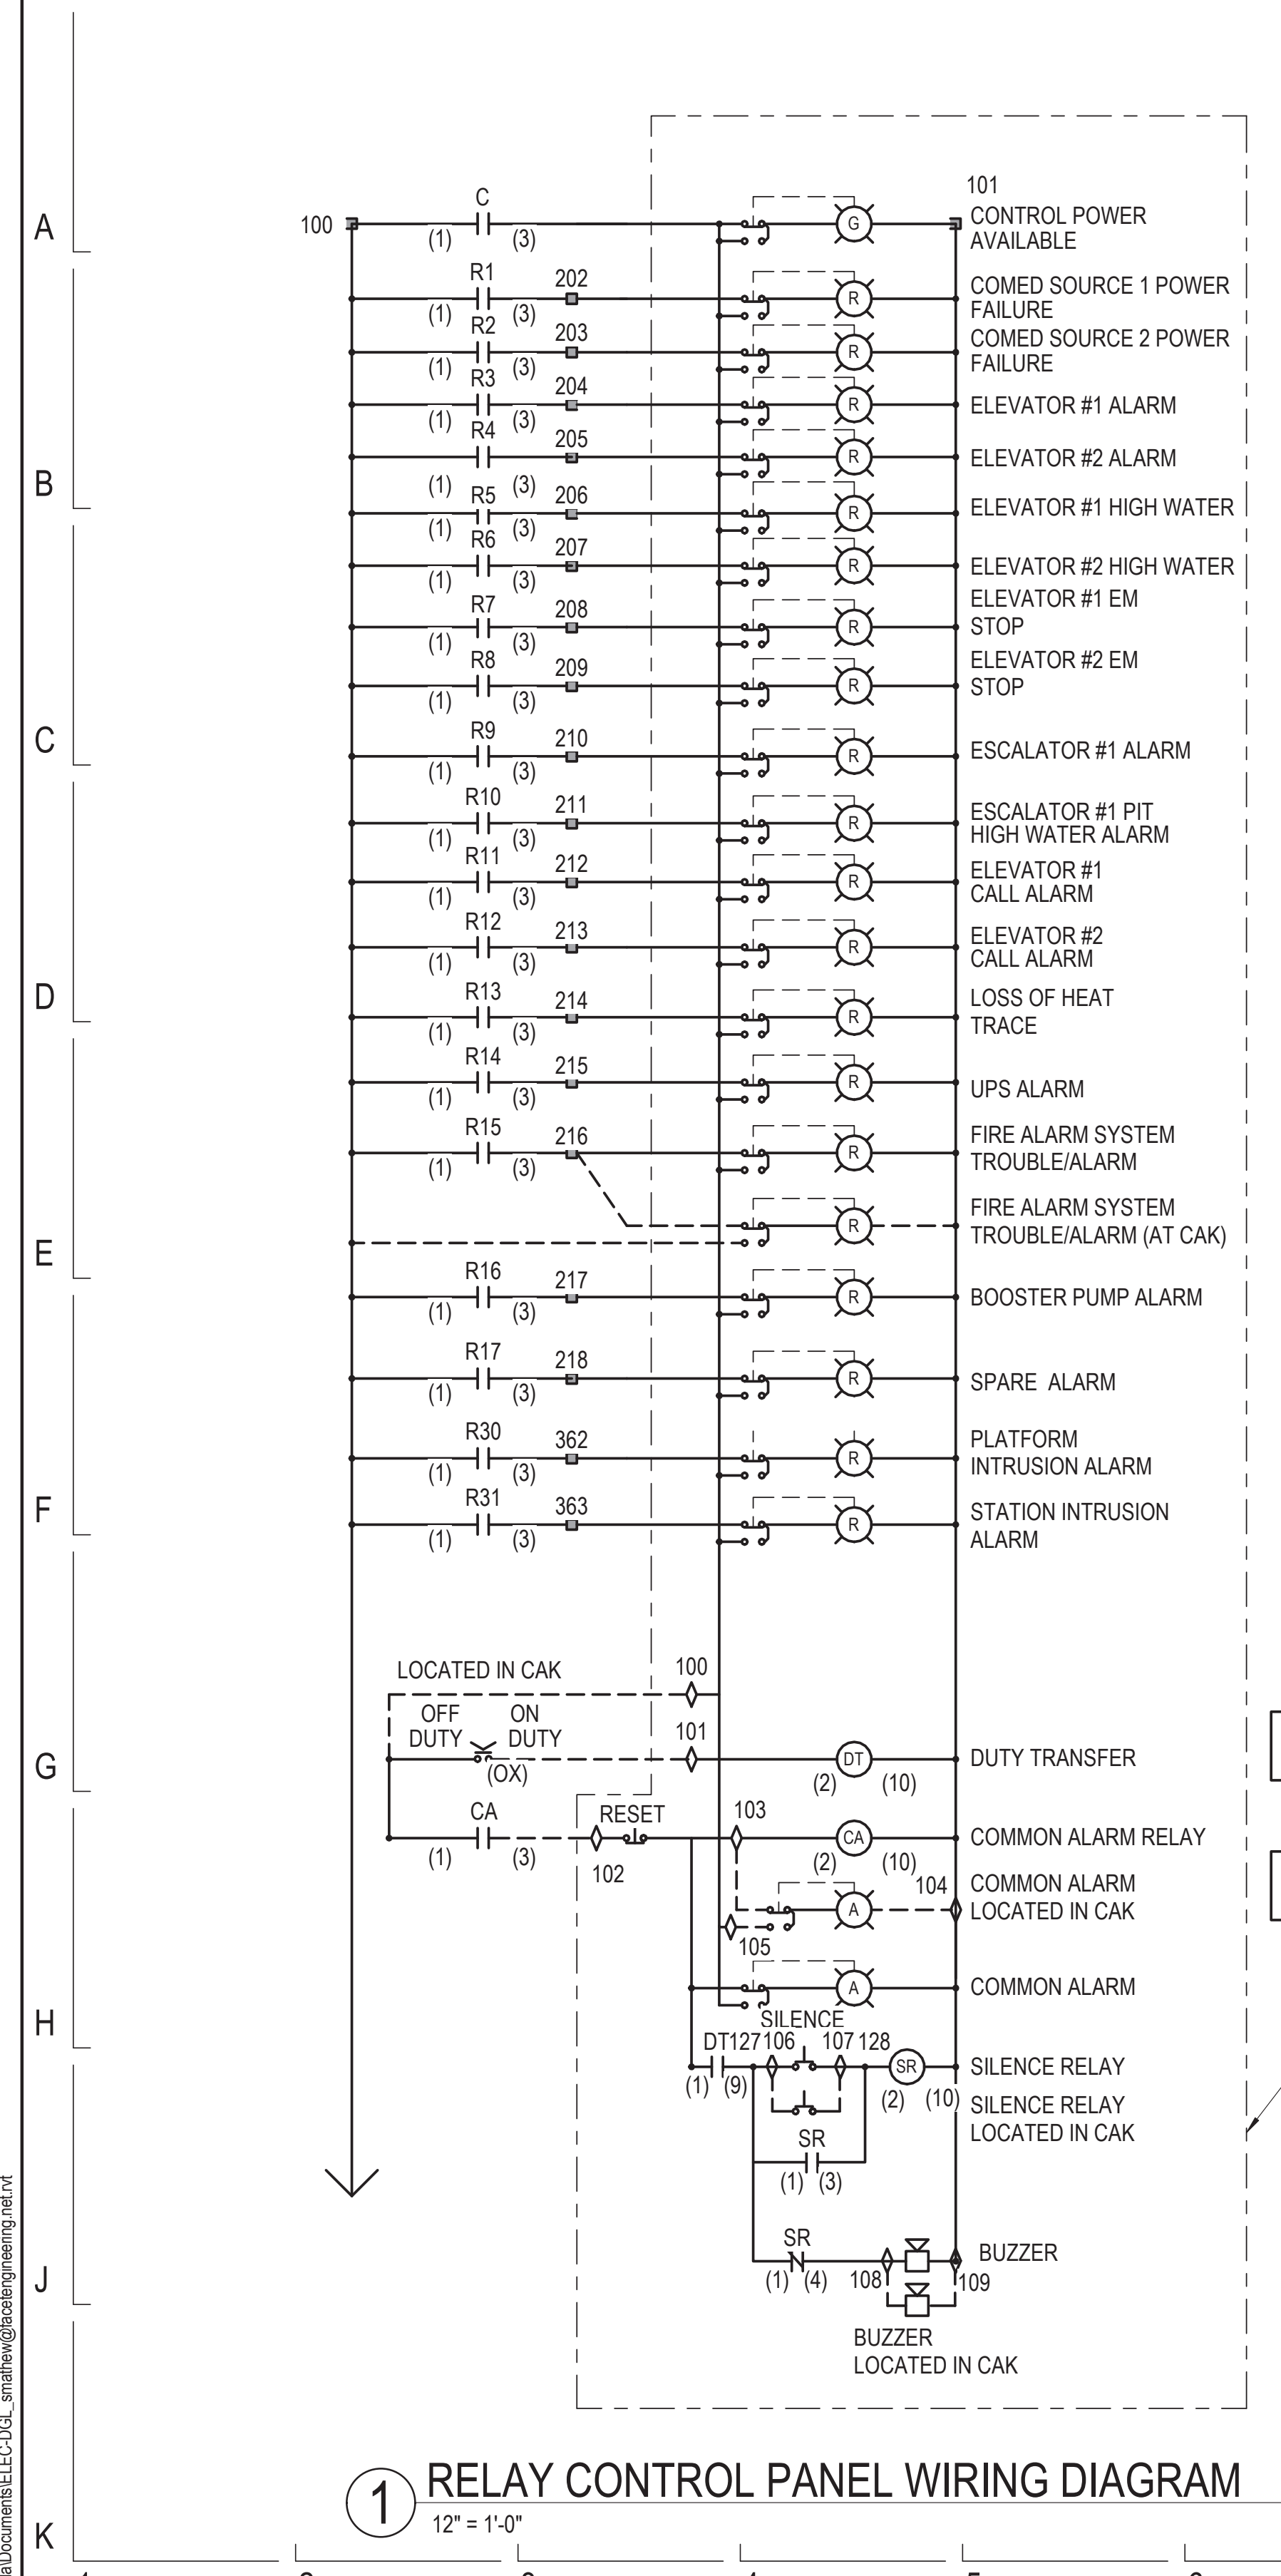 101
C
A
100
CONTROL POWER
AVAILABLE
(1) (3)
G
R1
202
COMED SOURCE 1 POWER
FAILURE
(1) (3)
R
R2
203
COMED SOURCE 2 POWER
FAILURE
(1) (3)
R
R3
204
ELEVATOR #1 ALARM
(1) (3)
R
R4
205
ELEVATOR #2 ALARM
(1) (3)
R
B
R5
206
ELEVATOR #1 HIGH WATER
(1) (3)
R
R6
207
ELEVATOR #2 HIGH WATER
(1) (3)
R
R7
208
ELEVATOR #1 EM
STOP
(1) (3)
R
R8
209
ELEVATOR #2 EM
STOP
(1) (3)
R
C
R9
210
ESCALATOR #1 ALARM
(1) (3)
R
R10
211
ESCALATOR #1 PIT
HIGH WATER ALARM
(1) (3)
R
R11
212
ELEVATOR #1
CALL ALARM
(1) (3)
R
R12
213
ELEVATOR #2
CALL ALARM
(1) (3)
R
D
R13
214
LOSS OF HEAT
TRACE
(1) (3)
R
R14
215
UPS ALARM
(1) (3)
R
R15
216
FIRE ALARM SYSTEM
TROUBLE/ALARM
(1) (3)
R
E
FIRE ALARM SYSTEM
TROUBLE/ALARM (AT CAK)
R
R16
217
BOOSTER PUMP ALARM
(1) (3)
R
R17
218
SPARE ALARM
(1) (3)
R
R30
362
PLATFORM
INTRUSION ALARM
(1) (3)
R
F
R31
363
STATION INTRUSION
ALARM
(1) (3)
R
LOCATED IN CAK
100
OFF
DUTY
ON
DUTY
101
G
(OX)
DT
DUTY TRANSFER
(2) (10)
CA
RESET
103
CA
COMMON ALARM RELAY
(1) (3)
102
(2) (10)
104
COMMON ALARM
LOCATED IN CAK
A
105
COMMON ALARM
A
H
SILENCE
DT 127 106 107 128
SR
SILENCE RELAY
(1) (9)
(2) (10)
SILENCE RELAY
LOCATED IN CAK
SR
(1) (3)
SR
BUZZER
(1) (4)
108
109
J
BUZZER
LOCATED IN CAK
1
RELAY CONTROL PANEL WIRING DIAGRAM
12" = 1'-0"
K
\Documents\ELEC-DGL_smathew@facetengineering.net.rvt